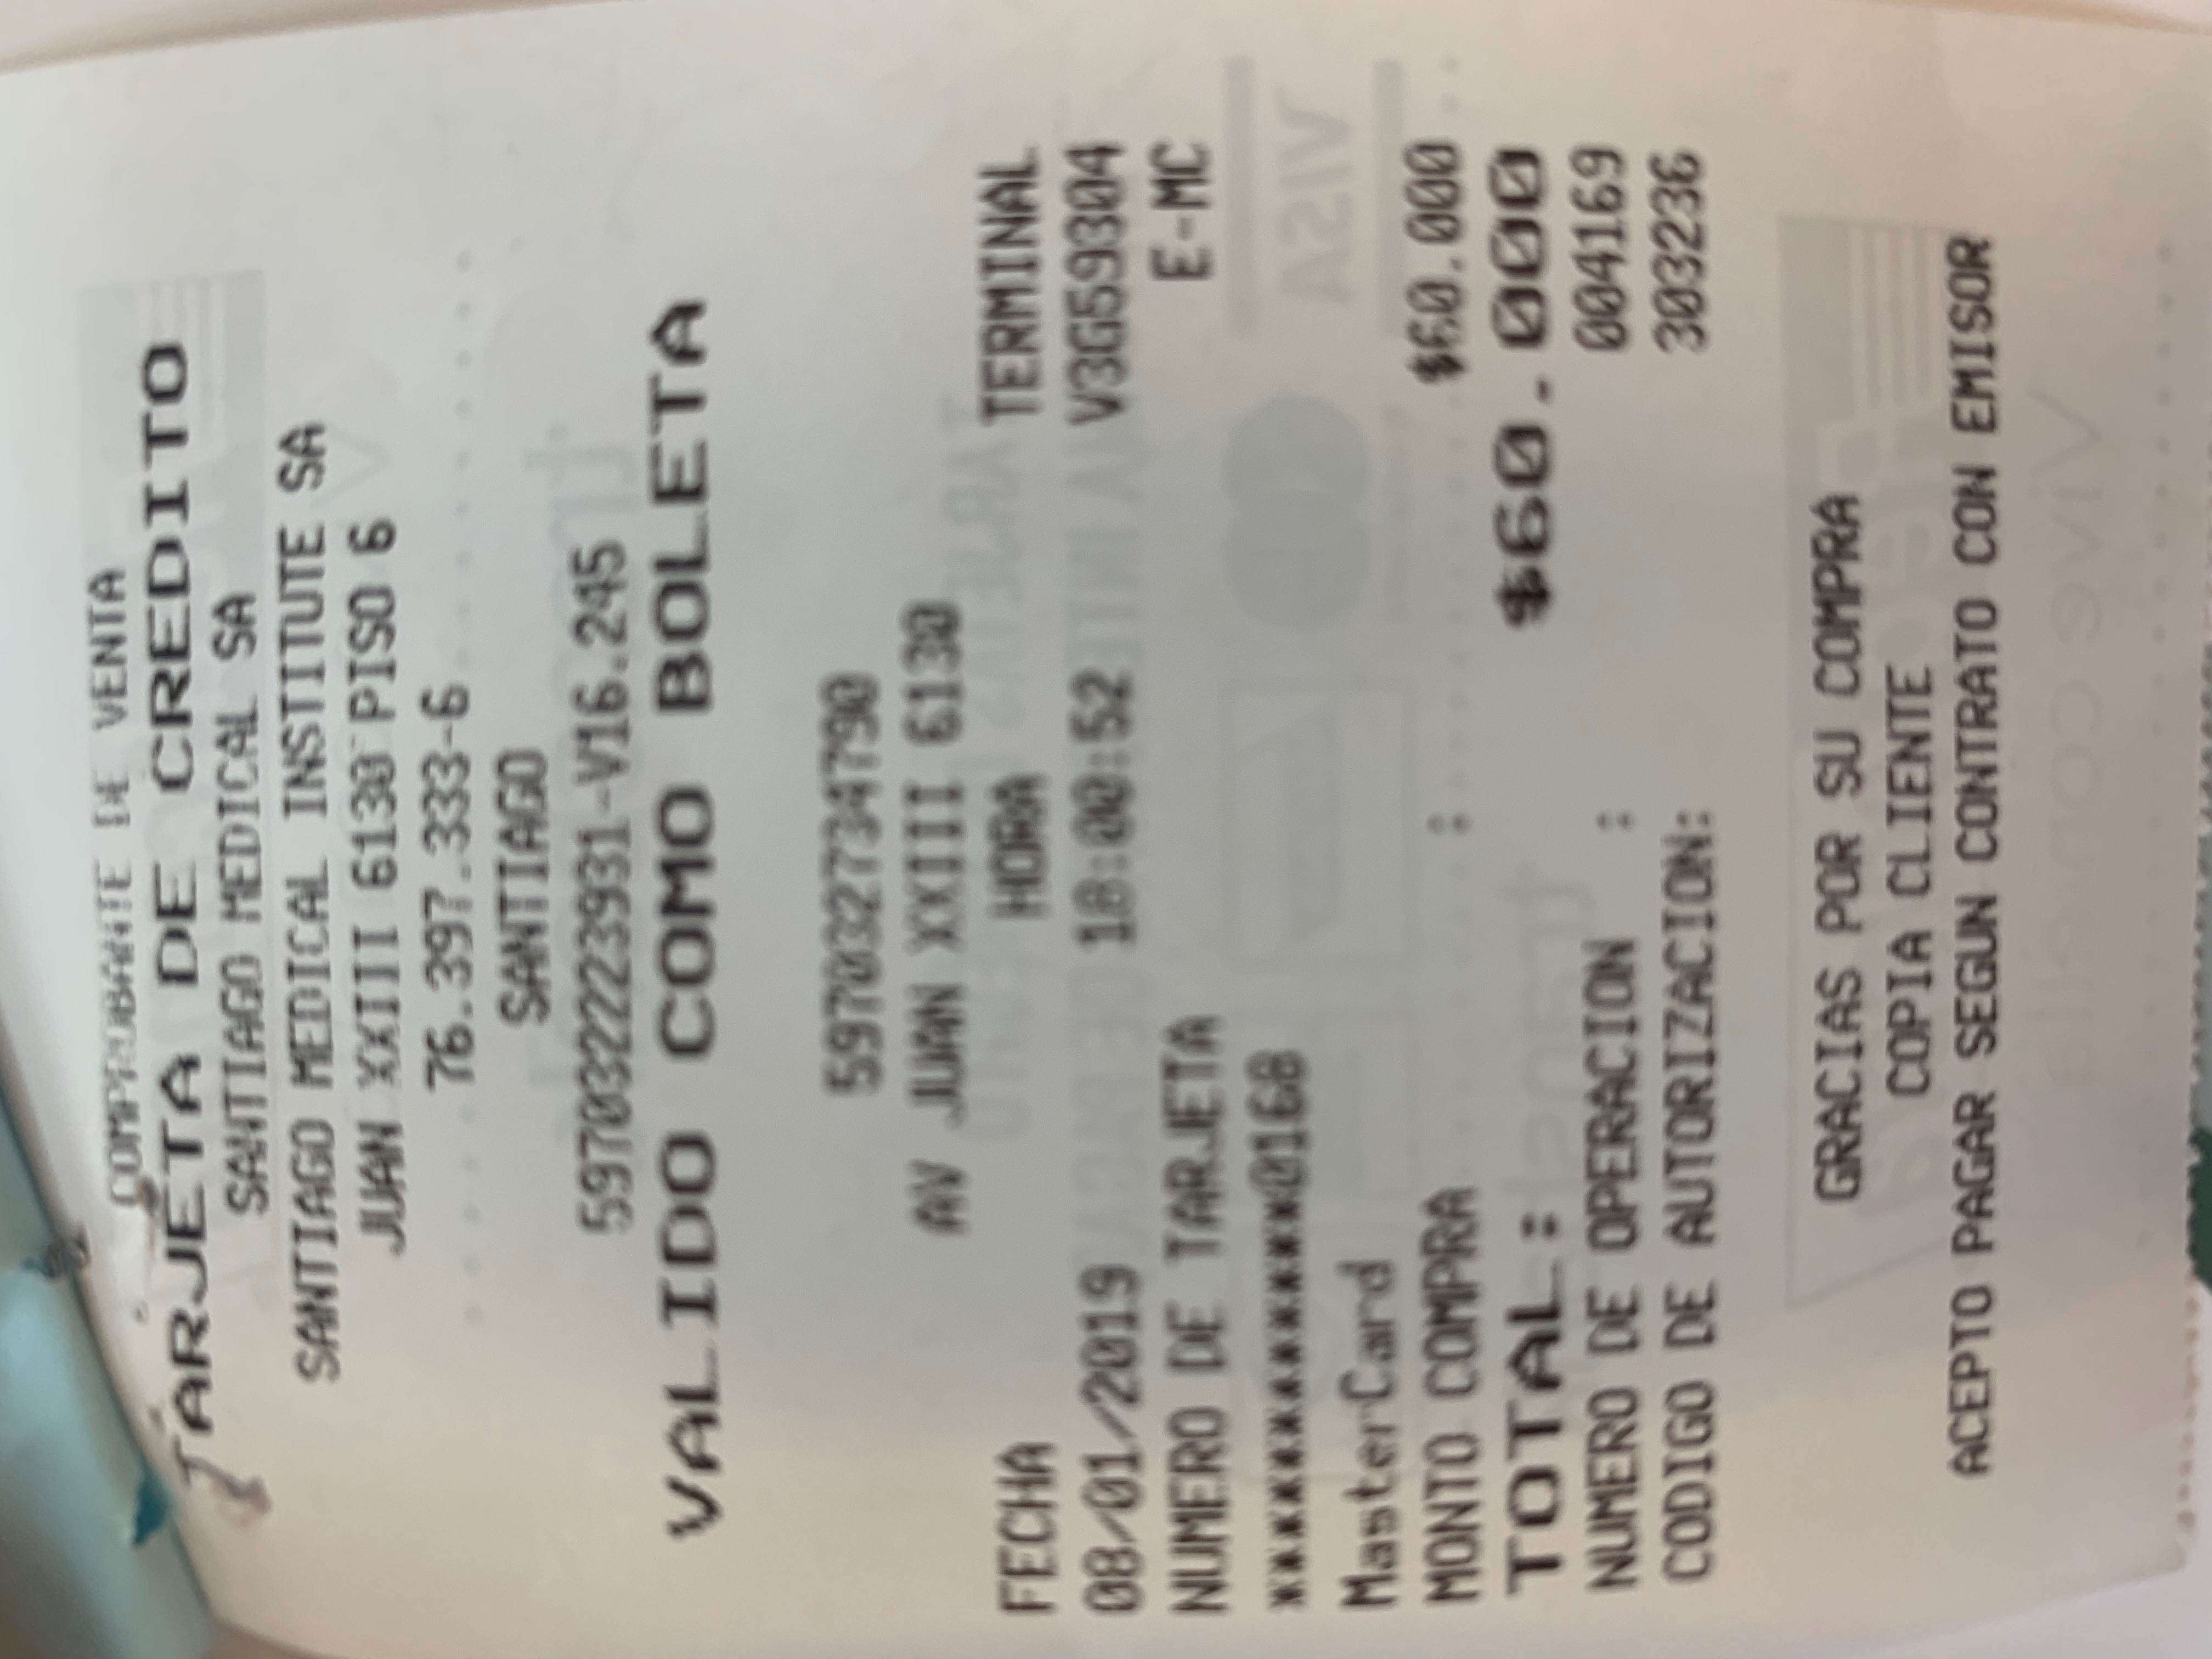 COMPROBANTE DE VENTA
TARJETA DE CREDITO
SANTIAGO MEDICAL SA
SANTIAGO MEDICAL INSTITUTE SA
JUAN XXIII 6130 PISO 6
76.397.333-6
SANTIAGO
597032223931-V16.245
VALIDO COMO BOLETA
597032734790
AV JUAN XXIII 6130
FECHA HORA TERMINAL
08/01/2019 18:00:52 V3G59304
NUMERO DE TARJETA E-MC
************0168
MasterCard
MONTO COMPRA : $60.000
TOTAL: $60.000
NUMERO DE OPERACION : 004169
CODIGO DE AUTORIZACION: 303236
GRACIAS POR SU COMPRA
COPIA CLIENTE
ACEPTO PAGAR SEGUN CONTRATO CON EMISOR
VISA
Vive con ella